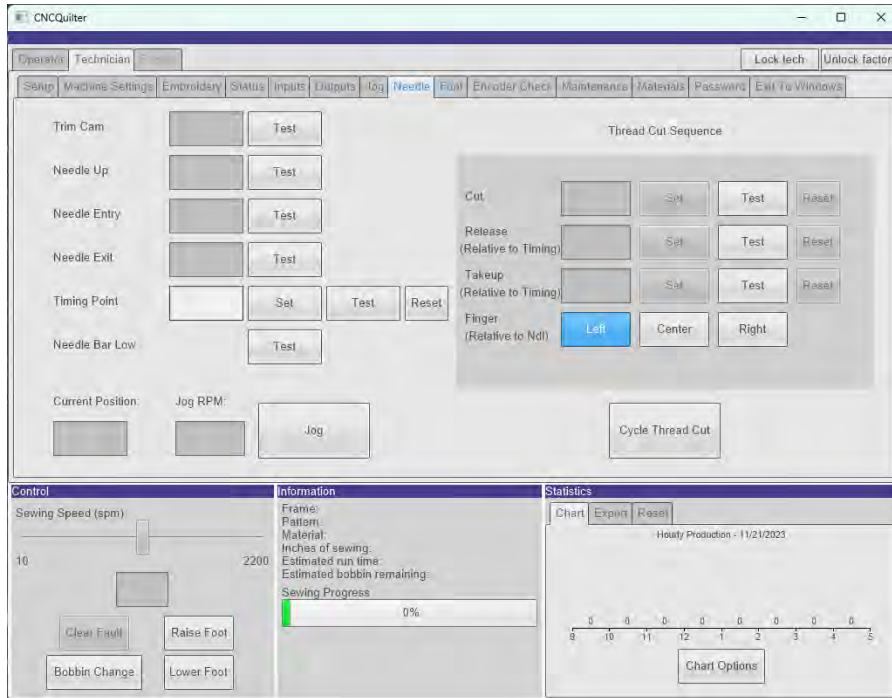 CNCQuilter
Operator Technician
Lock tech Unlock factor
Setup Machine Settings Embroidery Status Inputs Outputs Jog Needle Foot Encoder Check Maintenance Materials Password Exit To Windows
Trim Cam Test
Needle Up Test
Needle Entry Test
Needle Exit Test
Timing Point Set Test Reset
Needle Bar Low Test
Current Position: Jog RPM:
Jog
Thread Cut Sequence
Cut Set Test Reset
Release
(Relative to Timing) Set Test Reset
Takeup
(Relative to Timing) Set Test Reset
Finger
(Relative to Ndl) Left Center Right
Cycle Thread Cut
Control
Sewing Speed (spm)
10 2200
Clear Fault Raise Foot
Bobbin Change Lower Foot
Information
Frame:
Pattern:
Material:
Inches of sewing:
Estimated run time:
Estimated bobbin remaining:
Sewing Progress
0%
Statistics
Chart Export Reset
Hourly Production - 11/21/2023
0 0 0 0 0 0 0 0
9 10 11 12 1 2 3 4 5
Chart Options